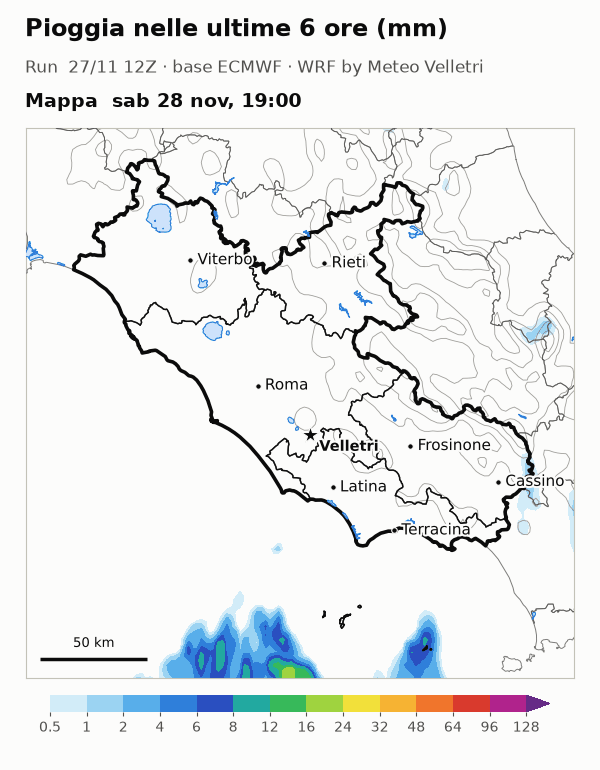 Pioggia nelle ultime 6 ore (mm)
Run 27/11 12Z · base ECMWF · WRF by Meteo Velletri
Mappa sab 28 nov, 19:00
Viterbo
Rieti
Roma
Velletri
Frosinone
Latina
Cassino
Terracina
50 km
0.5 1 2 4 6 8 12 16 24 32 48 64 96 128